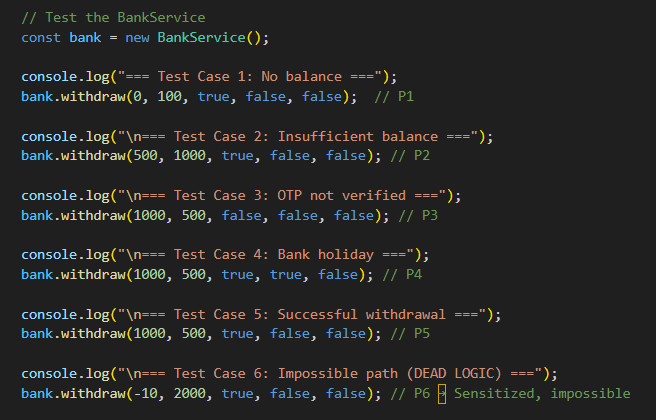 // Test the BankService
const bank = new BankService();
console.log("=== Test Case 1: No balance ===");
bank.withdraw(0, 100, true, false, false);  // P1
console.log("\n=== Test Case 2: Insufficient balance ===");
bank.withdraw(500, 1000, true, false, false); // P2
console.log("\n=== Test Case 3: OTP not verified ===");
bank.withdraw(1000, 500, false, false, false); // P3
console.log("\n=== Test Case 4: Bank holiday ===");
bank.withdraw(1000, 500, true, true, false); // P4
console.log("\n=== Test Case 5: Successful withdrawal ===");
bank.withdraw(1000, 500, true, false, false); // P5
console.log("\n=== Test Case 6: Impossible path (DEAD LOGIC) ===");
bank.withdraw(-10, 2000, true, false, false); // P6 → Sensitized, impossible